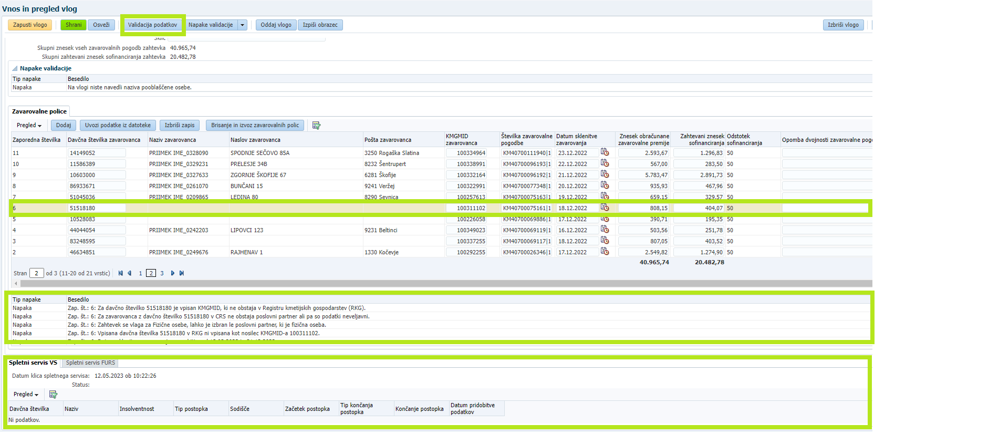 Vnos in pregled vlog
Zapusti vlogo Shrani Osveži Validacija podatkov Napake validacije Oddaj vlogo Izpiši obrazec Izbriši vlogo
Sklic
Skupni znesek vseh zavarovalnih pogodb zahtevka 40.965,74
Skupni zahtevani znesek sofinanciranja zahtevka 20.482,78
Napake validacije
Tip napake Besedilo
Napaka Na vlogi niste navedli naziva pooblaščene osebe.
Zavarovalne police
Pregled Dodaj Uvozi podatke iz datoteke Izbriši zapis Brisanje in izvoz zavarovalnih polic
Zaporedna številka Davčna številka zavarovanca Naziv zavarovanca Naslov zavarovanca Pošta zavarovanca KMGMID zavarovanca Številka zavarovalne pogodbe Datum sklenitve zavarovanja Znesek obračunane zavarovalne premije Zahtevani znesek sofinanciranja Odstotek sofinanciranja Opomba dvojnosti zavarovalne pogo
11 14149052 PRIIMEK IME_0328090 SPODNJE SEČOVO 85A 3250 Rogaška Slatina 100334964 KM40700111940|1 23.12.2022 2.593,67 1.296,83 50
10 11586389 PRIIMEK IME_0329231 PRELESJE 34B 8232 Šentrupert 100338991 KM40700096193|1 22.12.2022 567,00 283,50 50
9 10603000 PRIIMEK IME_0327633 ZGORNJE ŠKOFIJE 67 6281 Škofije 100332164 KM40700096192|1 21.12.2022 5.783,47 2.891,73 50
8 86933671 PRIIMEK IME_0261070 BUNČANI 15 9241 Veržej 100322991 KM40700077348|1 20.12.2022 935,93 467,96 50
7 51045036 PRIIMEK IME_0209865 LEDINA 80 8290 Sevnica 100257613 KM40700075163|1 19.12.2022 659,15 329,57 50
6 51518180 100311102 KM40700075161|1 18.12.2022 808,15 404,07 50
5 10528083 100226058 KM40700069886|1 17.12.2022 390,71 195,35 50
4 44044054 PRIIMEK IME_0242203 LIPOVCI 123 9231 Beltinci 100349023 KM40700069119|1 16.12.2022 503,56 251,78 50
3 83248595 100337255 KM40700069117|1 18.12.2022 807,05 403,52 50
2 46634851 PRIIMEK IME_0249676 RAJHENAV 1 1330 Kočevje 100292255 KM40700026346|1 17.12.2022 2.549,82 1.274,90 50
40.965,74 20.482,78
Stran 2 od 3 (11-20 od 21 vrstic) 1 2 3
Tip napake Besedilo
Napaka Zap. št.: 6: Za davčno številko 51518180 je vpisan KMGMID, ki ne obstaja v Registru kmetijskih gospodarstev (RKG).
Napaka Zap. št.: 6: Za zavarovanca z davčno številko 51518180 v CRS ne obstaja poslovni partner ali pa so podatki neveljavni.
Napaka Zap. št.: 6: Zahtevek se vlaga za Fizične osebe, lahko je izbran le poslovni partner, ki je fizična oseba.
Napaka Zap. št.: 6: Vpisana davčna številka 51518180 v RKG ni vpisana kot nosilec KMGMID-a 100311102.
Spletni servis VS Spletni servis FURS
Datum klica spletnega servisa: 12.05.2023 ob 10:22:26
Status:
Pregled
Davčna številka Naziv Insolventnost Tip postopka Sodišče Začetek postopka Tip končanja postopka Končanje postopka Datum pridobitve podatkov
Ni podatkov.